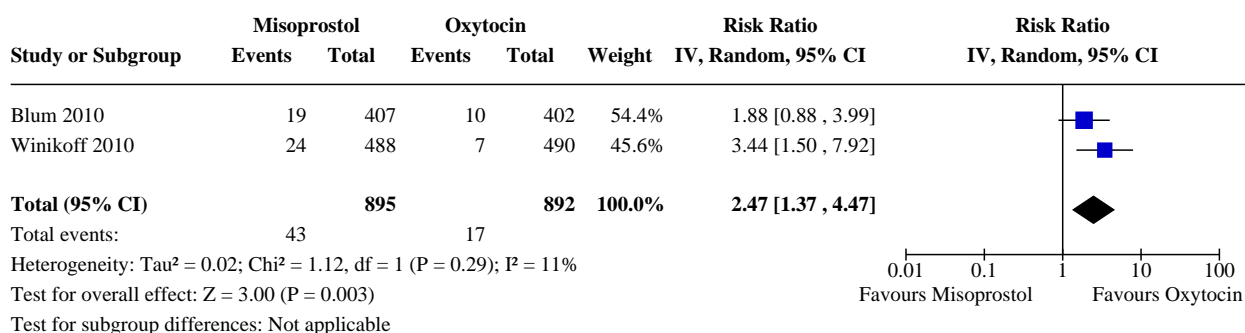 Misoprostol Oxytocin Risk Ratio Risk Ratio
Study or Subgroup Events Total Events Total Weight IV, Random, 95% CI IV, Random, 95% CI
Blum 2010 19 407 10 402 54.4% 1.88 [0.88 , 3.99]
Winikoff 2010 24 488 7 490 45.6% 3.44 [1.50 , 7.92]
Total (95% CI) 895 892 100.0% 2.47 [1.37 , 4.47]
Total events: 43 17
Heterogeneity: Tau² = 0.02; Chi² = 1.12, df = 1 (P = 0.29); I² = 11%
0.01 0.1 1 10 100
Test for overall effect: Z = 3.00 (P = 0.003)
Favours Misoprostol Favours Oxytocin
Test for subgroup differences: Not applicable